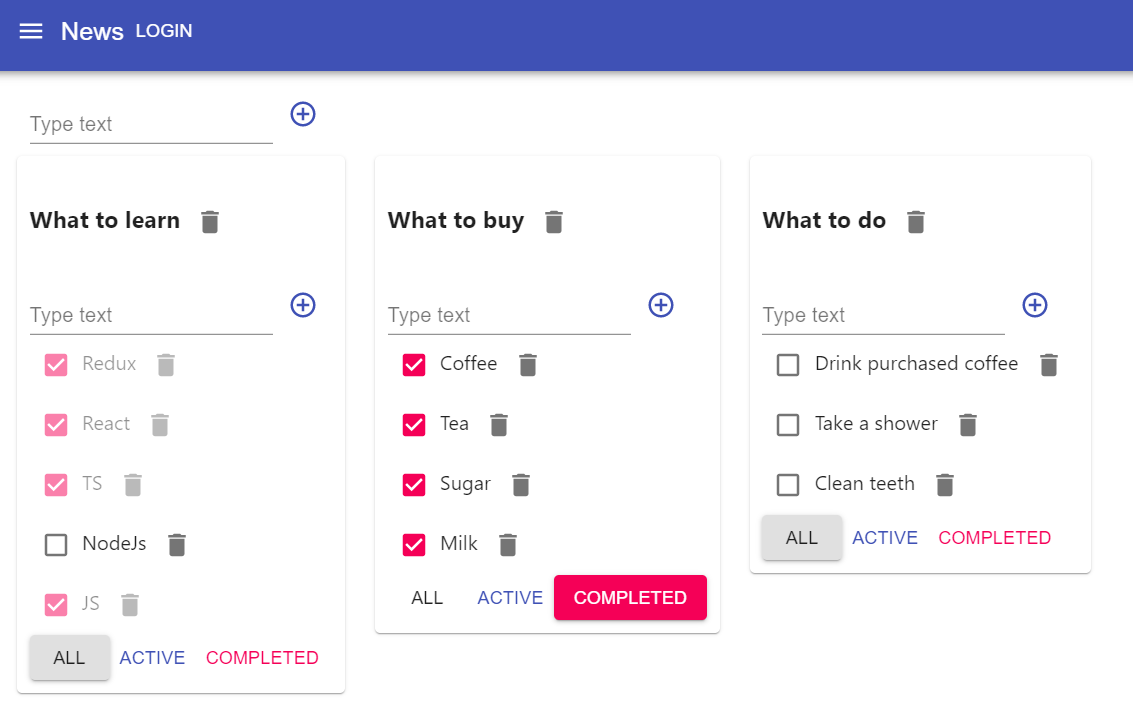 News LOGIN
Type text
What to learn
Type text
Redux
React
TS
NodeJs
JS
ALL ACTIVE COMPLETED
What to buy
Type text
Coffee
Tea
Sugar
Milk
ALL ACTIVE COMPLETED
What to do
Type text
Drink purchased coffee
Take a shower
Clean teeth
ALL ACTIVE COMPLETED